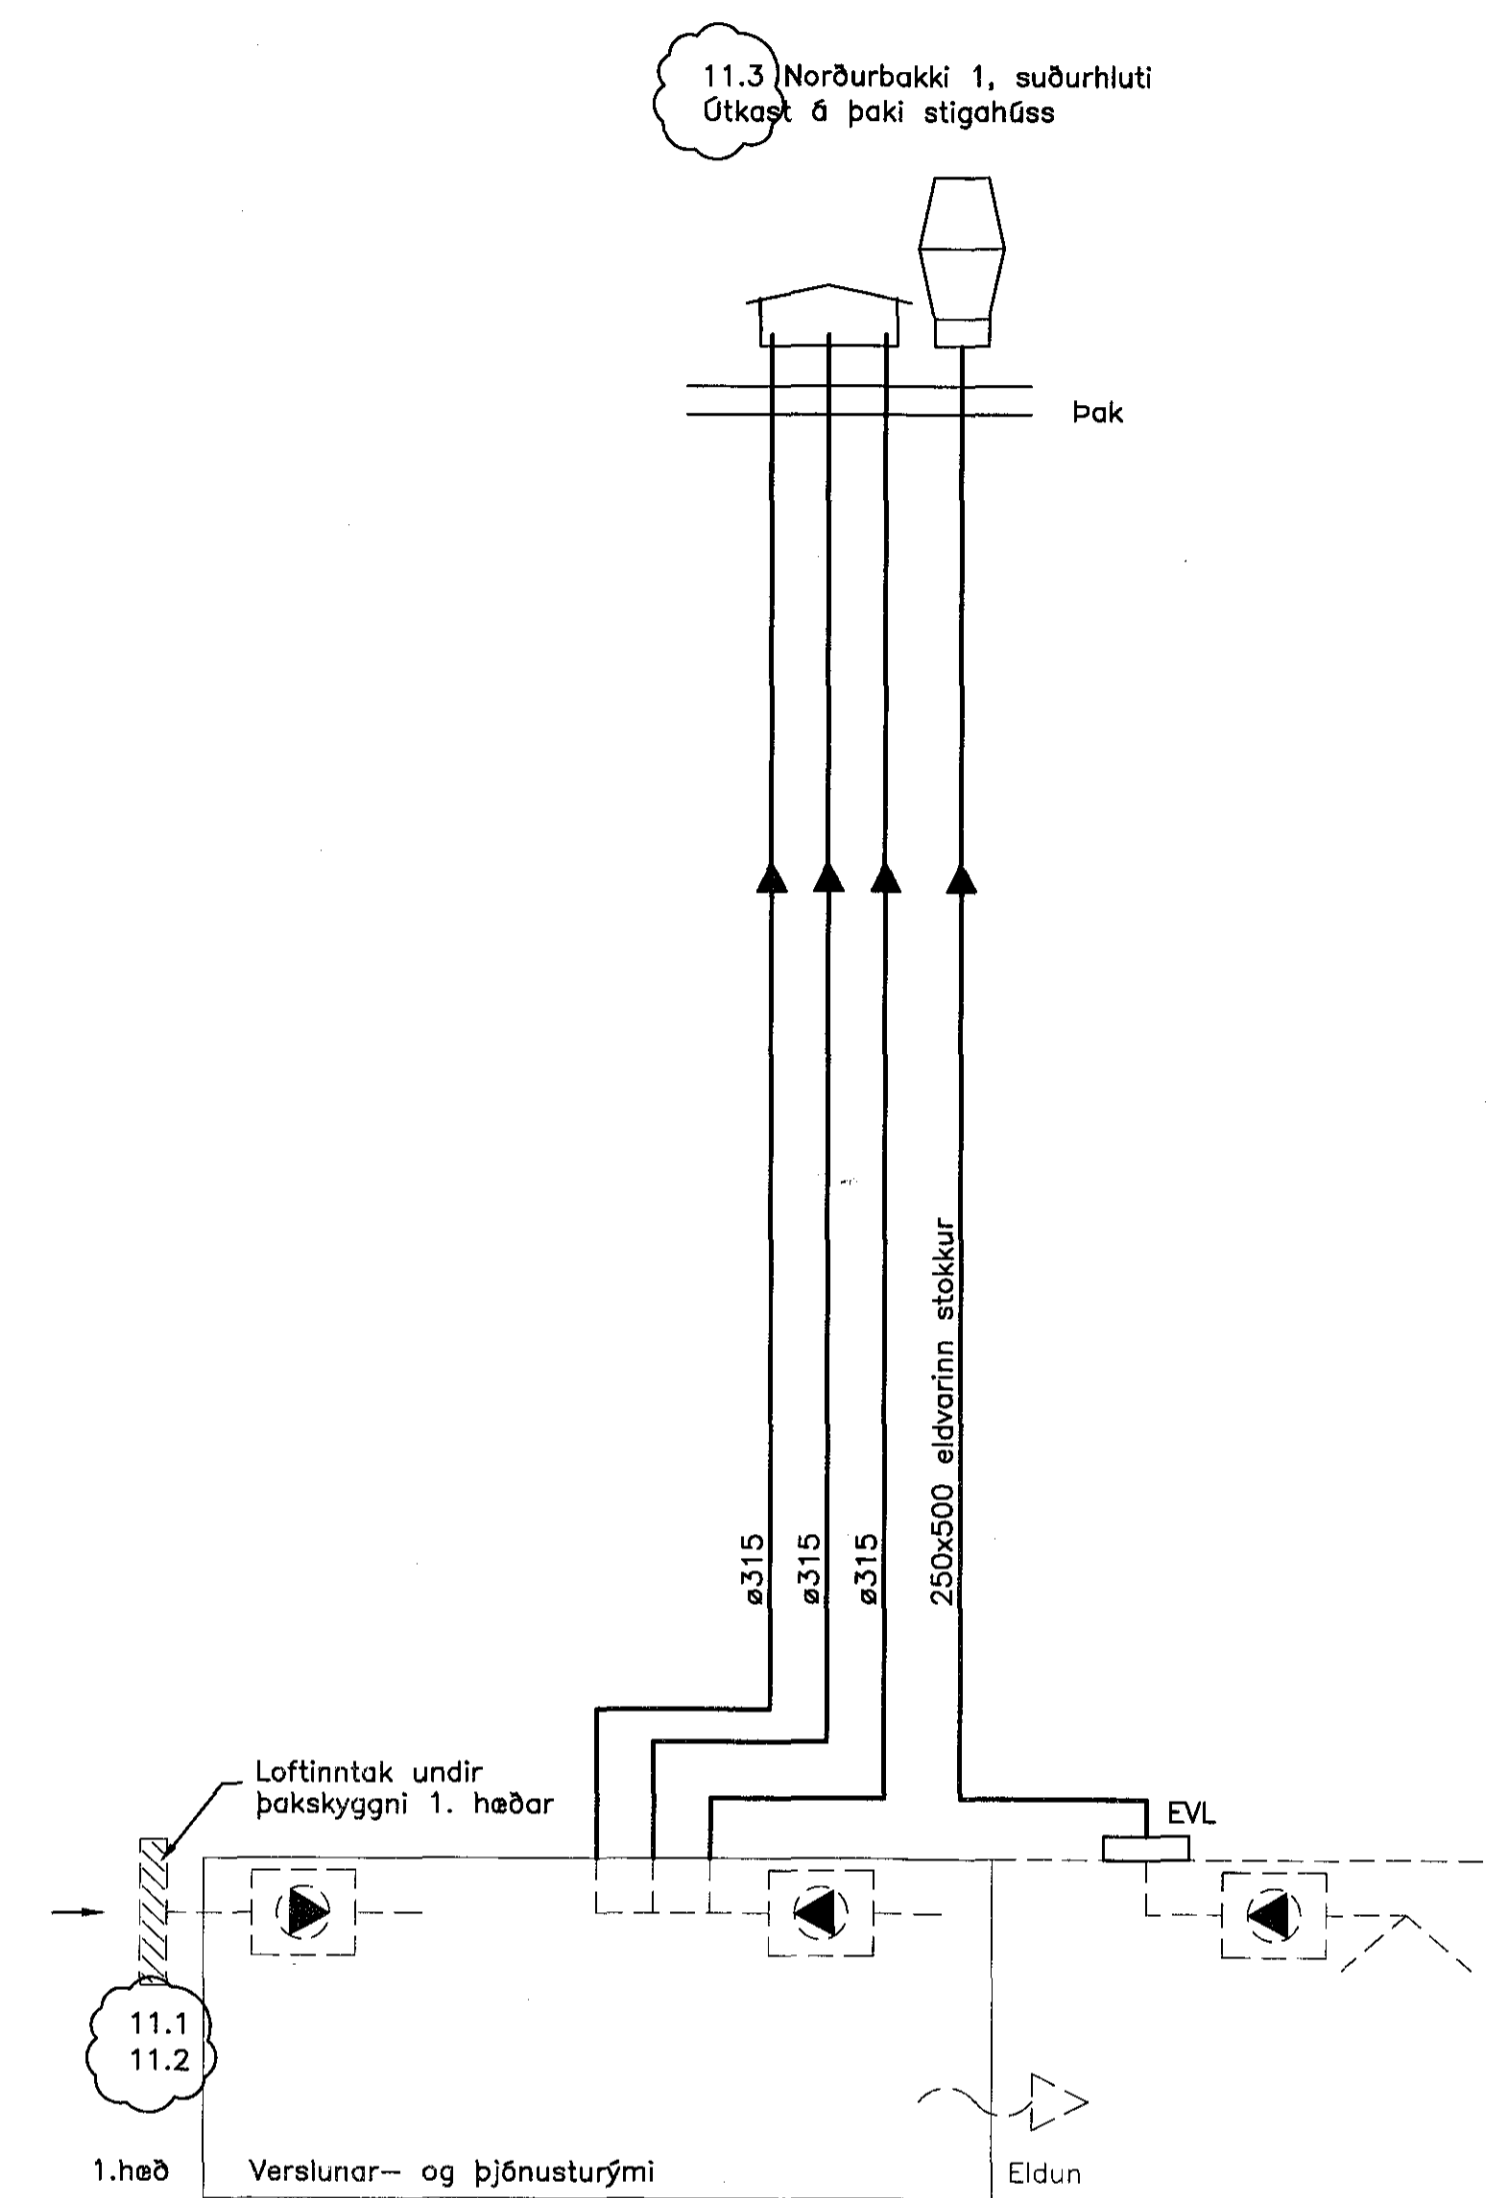 11.3 Norðurbakki 1, suðurhluti
Útkast á þaki stigahúss
Þak
250x500 eldvarinn stokkur
ø315
ø315
ø315
Loftinntak undir
þakskyggni 1. hæðar
EVL
11.1
11.2
1.hæð
Verslunar- og þjónusturými
Eldun